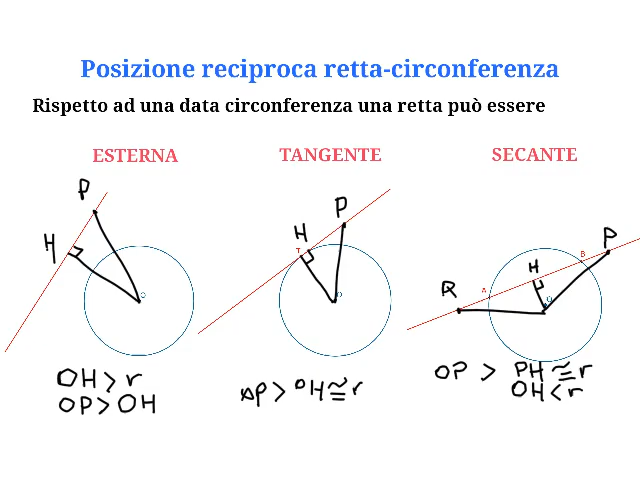 Posizione reciproca retta-circonferenza
Rispetto ad una data circonferenza una retta può essere
ESTERNA
TANGENTE
SECANTE
P
H
O
P
H
T
O
P
B
H
R
A
O
OH > r
OP > OH
OP > OH ≅ r
OP > PH ≅ r
OH < r